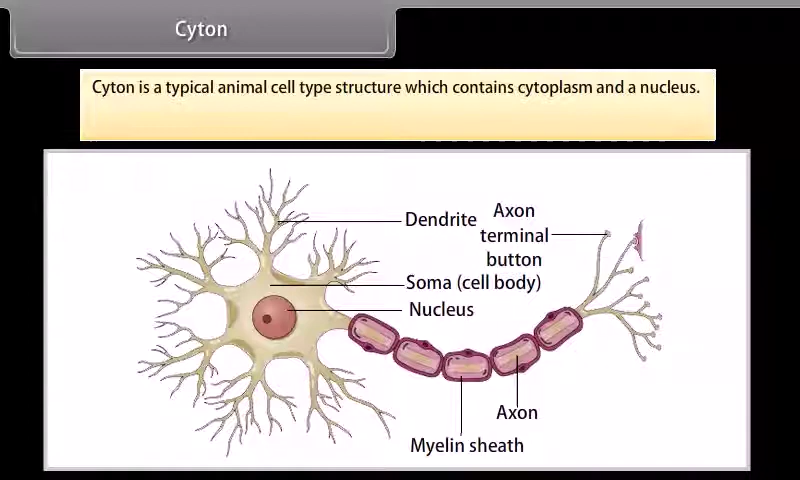 Cyton
Cyton is a typical animal cell type structure which contains cytoplasm and a nucleus.
Dendrite
Axon
terminal
button
Soma (cell body)
Nucleus
Axon
Myelin sheath